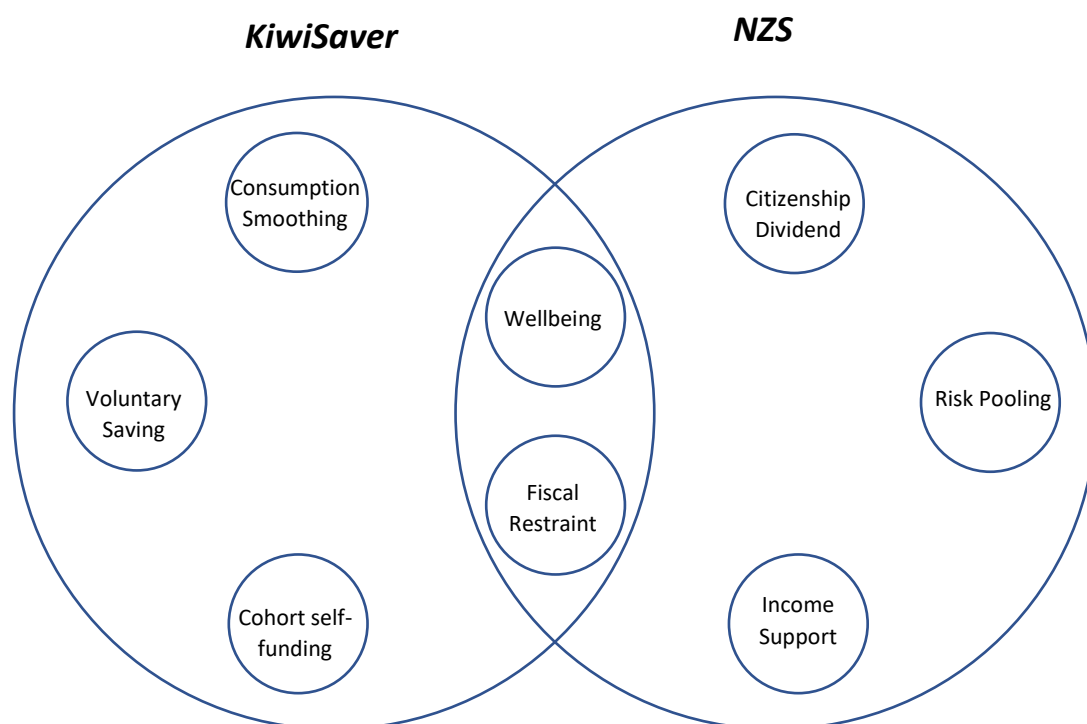 KiwiSaver
NZS
Consumption
Smoothing
Citizenship
Dividend
Wellbeing
Voluntary
Saving
Risk Pooling
Fiscal
Restraint
Cohort self-
funding
Income
Support